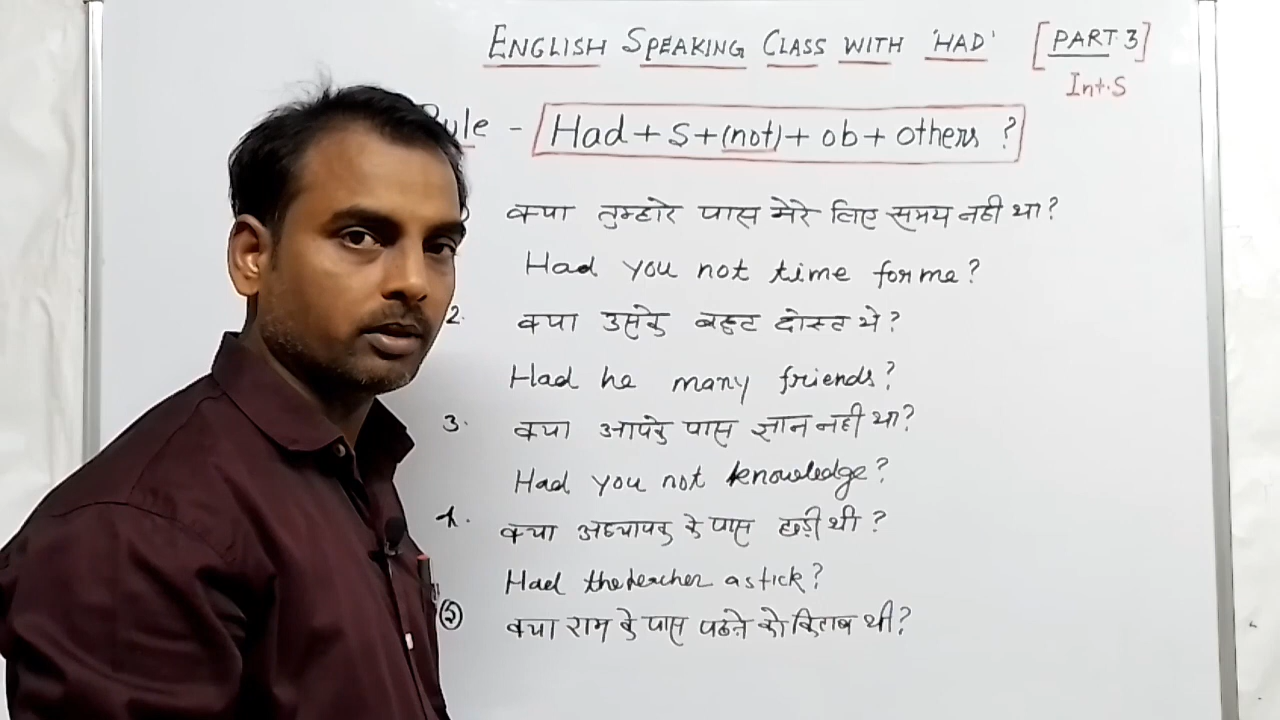 ENGLISH SPEAKING CLASS WITH 'HAD' [PART.3]
Int.S
Rule - Had + S + (not) + ob + others ?
क्या तुम्हारे पास मेरे लिए समय नही था?
Had you not time for me?
2. क्या उसके बहुत दोस्त थे?
Had he many friends?
3. क्या आपके पास ज्ञान नही था?
Had you not knowledge?
4. क्या अध्यापक के पास छड़ी थी?
Had the teacher a stick?
5 क्या राम के पास पढने को किताब थी?